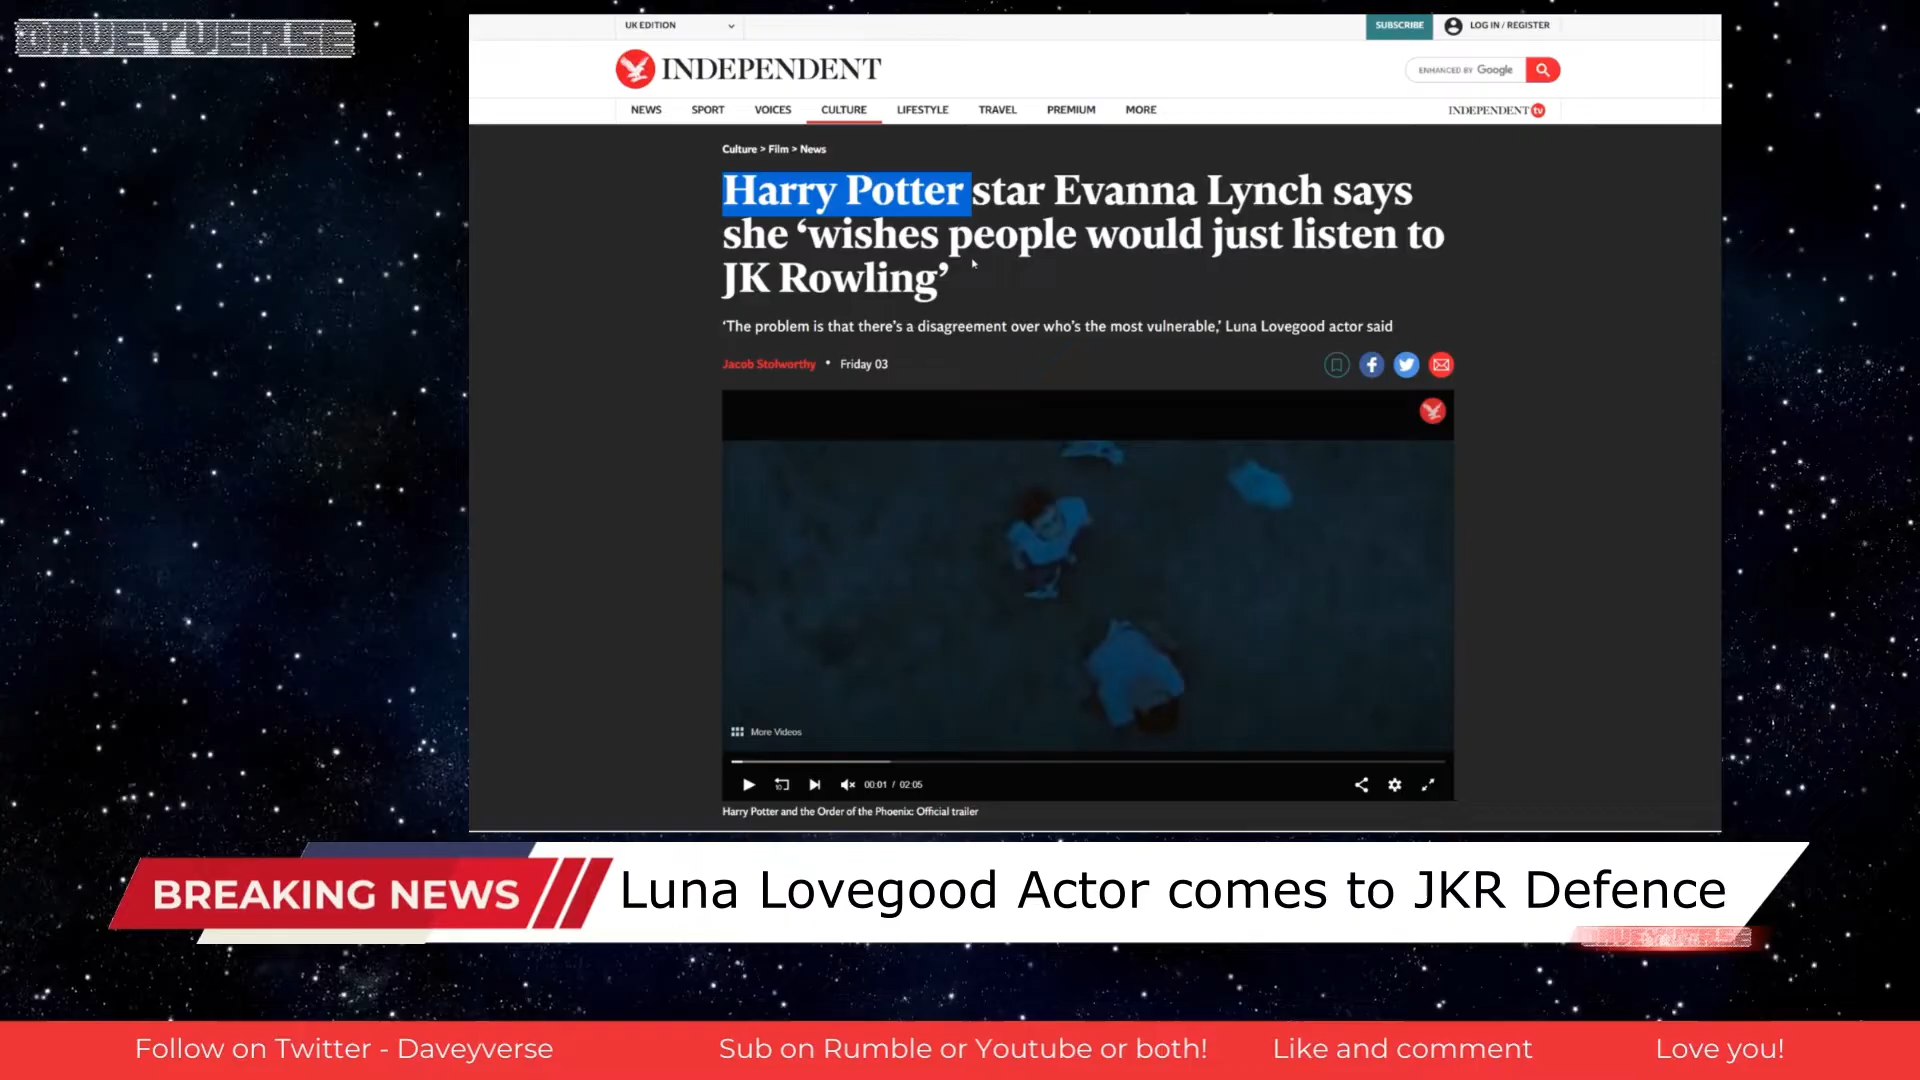 DAVEYVERSE
UK EDITION
SUBSCRIBE
LOG IN / REGISTER
INDEPENDENT
ENHANCED BY Google
NEWS SPORT VOICES CULTURE LIFESTYLE TRAVEL PREMIUM MORE
INDEPENDENT tv
Culture > Film > News
Harry Potter star Evanna Lynch says
she ‘wishes people would just listen to
JK Rowling’
‘The problem is that there’s a disagreement over who’s the most vulnerable,’ Luna Lovegood actor said
Jacob Stolworthy • Friday 03
More Videos
10
00:01 / 02:05
Harry Potter and the Order of the Phoenix: Official trailer
BREAKING NEWS
Luna Lovegood Actor comes to JKR Defence
DAVEYVERSE
Follow on Twitter - Daveyverse Sub on Rumble or Youtube or both! Like and comment Love you!